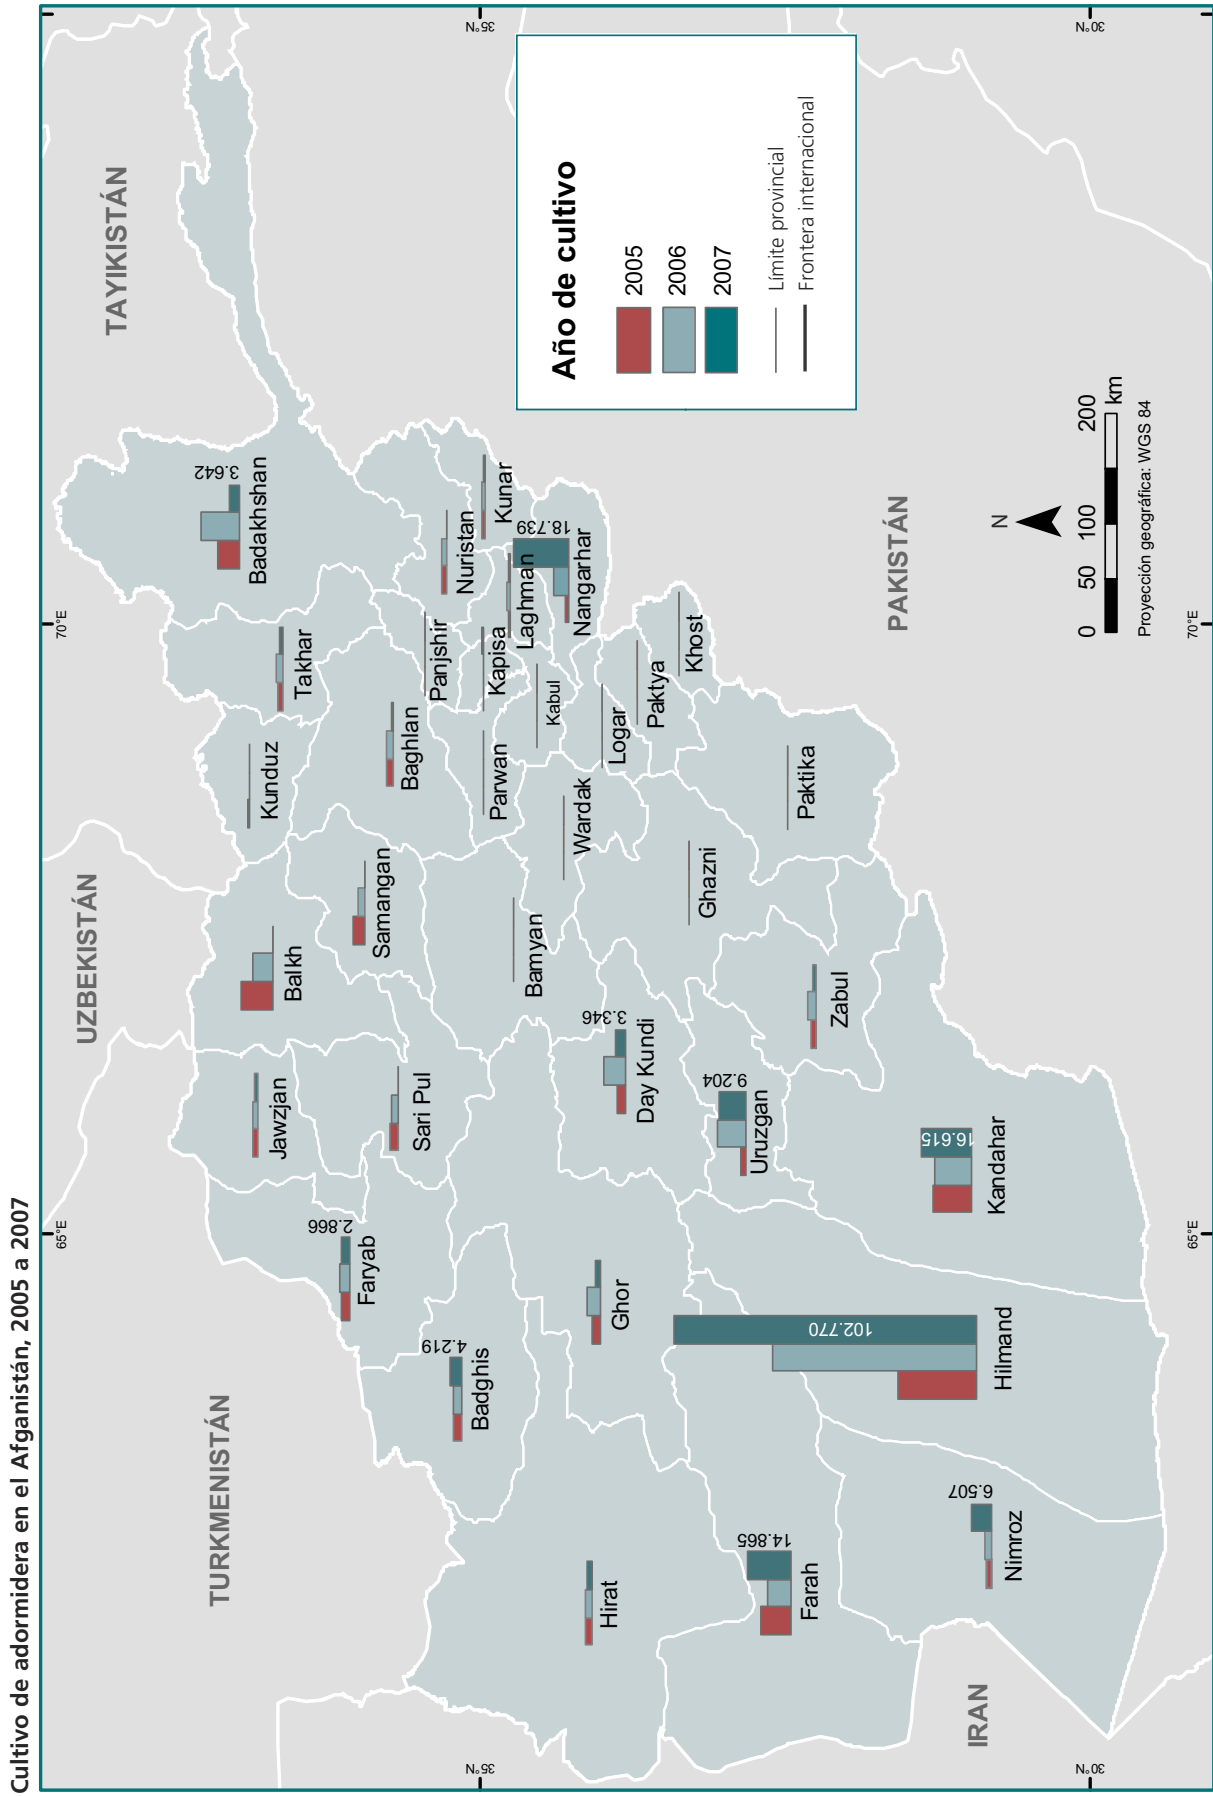 Cultivo de adormidera en el Afganistán, 2005 a 2007
65°E
70°E
35°N
35°N
30°N
30°N
65°E
70°E
TURKMENISTÁN
UZBEKISTÁN
TAYIKISTÁN
IRAN
PAKISTÁN
3.642
Badakhshan
Takhar
Kunduz
Balkh
Jawzjan
2.866
Faryab
Samangan
Sari Pul
Baghlan
Panjshir
Nuristan
Kunar
Kapisa
Laghman
18.739
Nangarhar
Parwan
Kabul
4.219
Badghis
Bamyan
Wardak
Logar
Paktya
Khost
Hirat
Ghor
3.346
Day Kundi
Ghazni
Paktika
9.204
Uruzgan
Zabul
14.865
Farah
6.507
Nimroz
102.770
Hilmand
16.615
Kandahar
Año de cultivo
2005
2006
2007
Límite provincial
Frontera internacional
N
0 50 100 200
km
Proyección geográfica: WGS 84